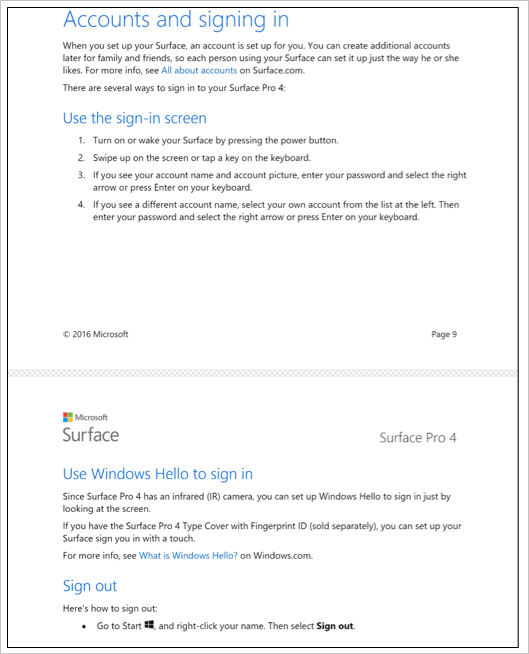 Accounts and signing in
When you set up your Surface, an account is set up for you. You can create additional accounts
later for family and friends, so each person using your Surface can set it up just the way he or she
likes. For more info, see All about accounts on Surface.com.
There are several ways to sign in to your Surface Pro 4:
Use the sign-in screen
1. Turn on or wake your Surface by pressing the power button.
2. Swipe up on the screen or tap a key on the keyboard.
3. If you see your account name and account picture, enter your password and select the right
arrow or press Enter on your keyboard.
4. If you see a different account name, select your own account from the list at the left. Then
enter your password and select the right arrow or press Enter on your keyboard.
© 2016 Microsoft Page 9
Microsoft
Surface
Surface Pro 4
Use Windows Hello to sign in
Since Surface Pro 4 has an infrared (IR) camera, you can set up Windows Hello to sign in just by
looking at the screen.
If you have the Surface Pro 4 Type Cover with Fingerprint ID (sold separately), you can set up your
Surface sign you in with a touch.
For more info, see What is Windows Hello? on Windows.com.
Sign out
Here's how to sign out:
• Go to Start , and right-click your name. Then select Sign out.